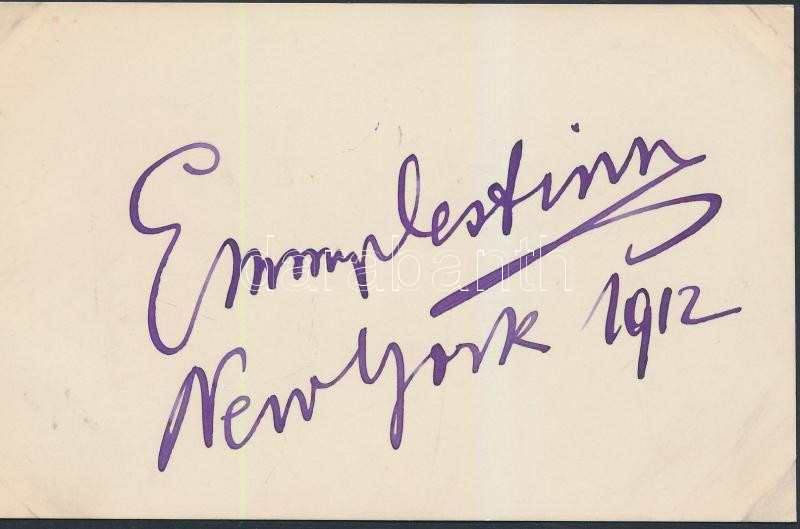 Emmy Destinn
darabanth
New York 1912